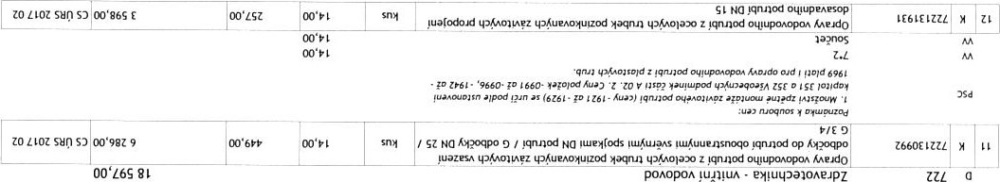 D 722 Zdravotechnika - vnitřní vodovod 18 597,00
11 K 722130992 Opravy vodovodního potrubí z ocelových trubek pozinkovaných závitových vsazení odbočky do potrubí oboustrannými svěrnými spojkami DN potrubí / G odbočky DN 25 / G 3/4 kus 14,00 449,00 6 286,00 CS ÚRS 2017 02
PSC Poznámka k souboru cen:
1. Množství zpětné montáže závitového potrubí (ceny -1921 až -1929) se určí podle ustanovení
kapitol 351 a 352 Všeobecných podmínek části A 02. 2. Ceny položek -0991 až -0996, -1942 až -
1969 platí i pro opravy vodovodního potrubí z plastových trub.
VV 7*2 14,00
VV Součet 14,00
12 K 722131931 Opravy vodovodního potrubí z ocelových trubek pozinkovaných závitových propojení dosavadního potrubí DN 15 kus 14,00 257,00 3 598,00 CS ÚRS 2017 02